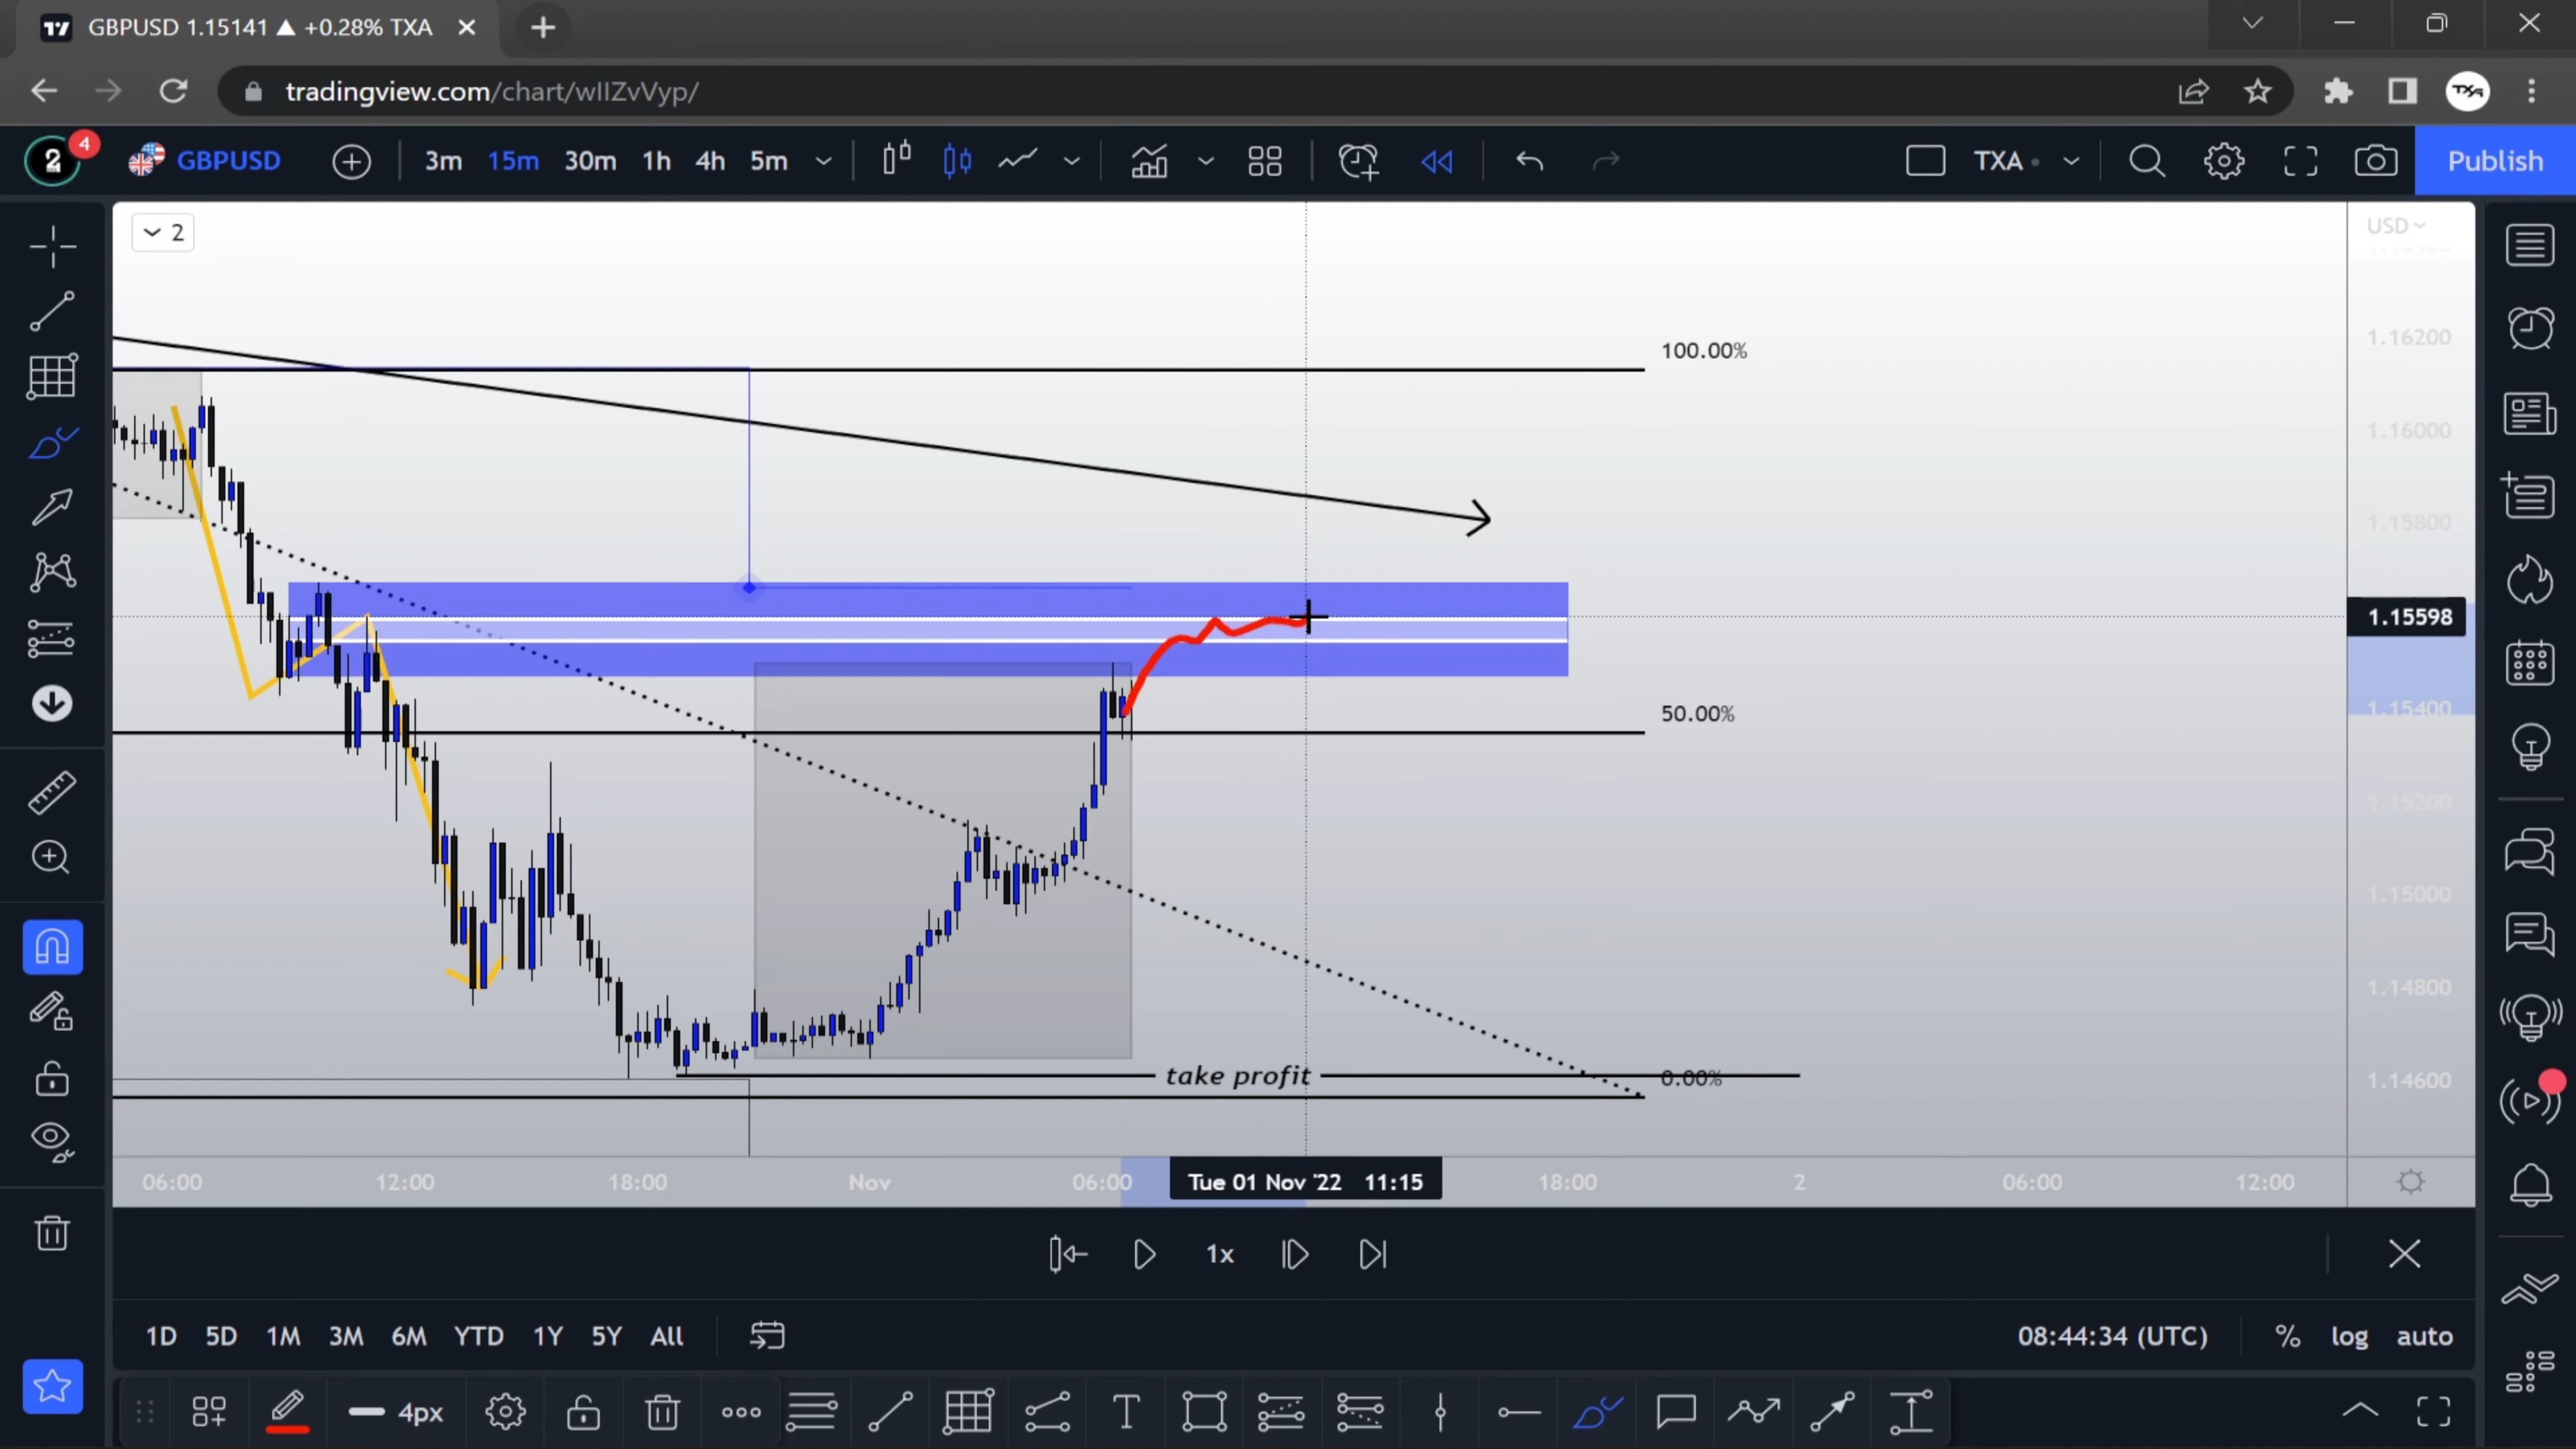 GBPUSD 1.15141 ▲ +0.28% TXA
tradingview.com/chart/wIIZvVyp/
TXA
2 4 GBPUSD 3m 15m 30m 1h 4h 5m TXA Publish
2
USD
1.16200
100.00%
1.16000
1.15800
1.15598
50.00%
1.15400
1.15200
1.15000
1.14800
take profit
0.00%
1.14600
06:00 12:00 18:00 Nov 06:00 Tue 01 Nov '22 11:15 18:00 2 06:00 12:00
1x
1D 5D 1M 3M 6M YTD 1Y 5Y All 08:44:34 (UTC) % log auto
4px T